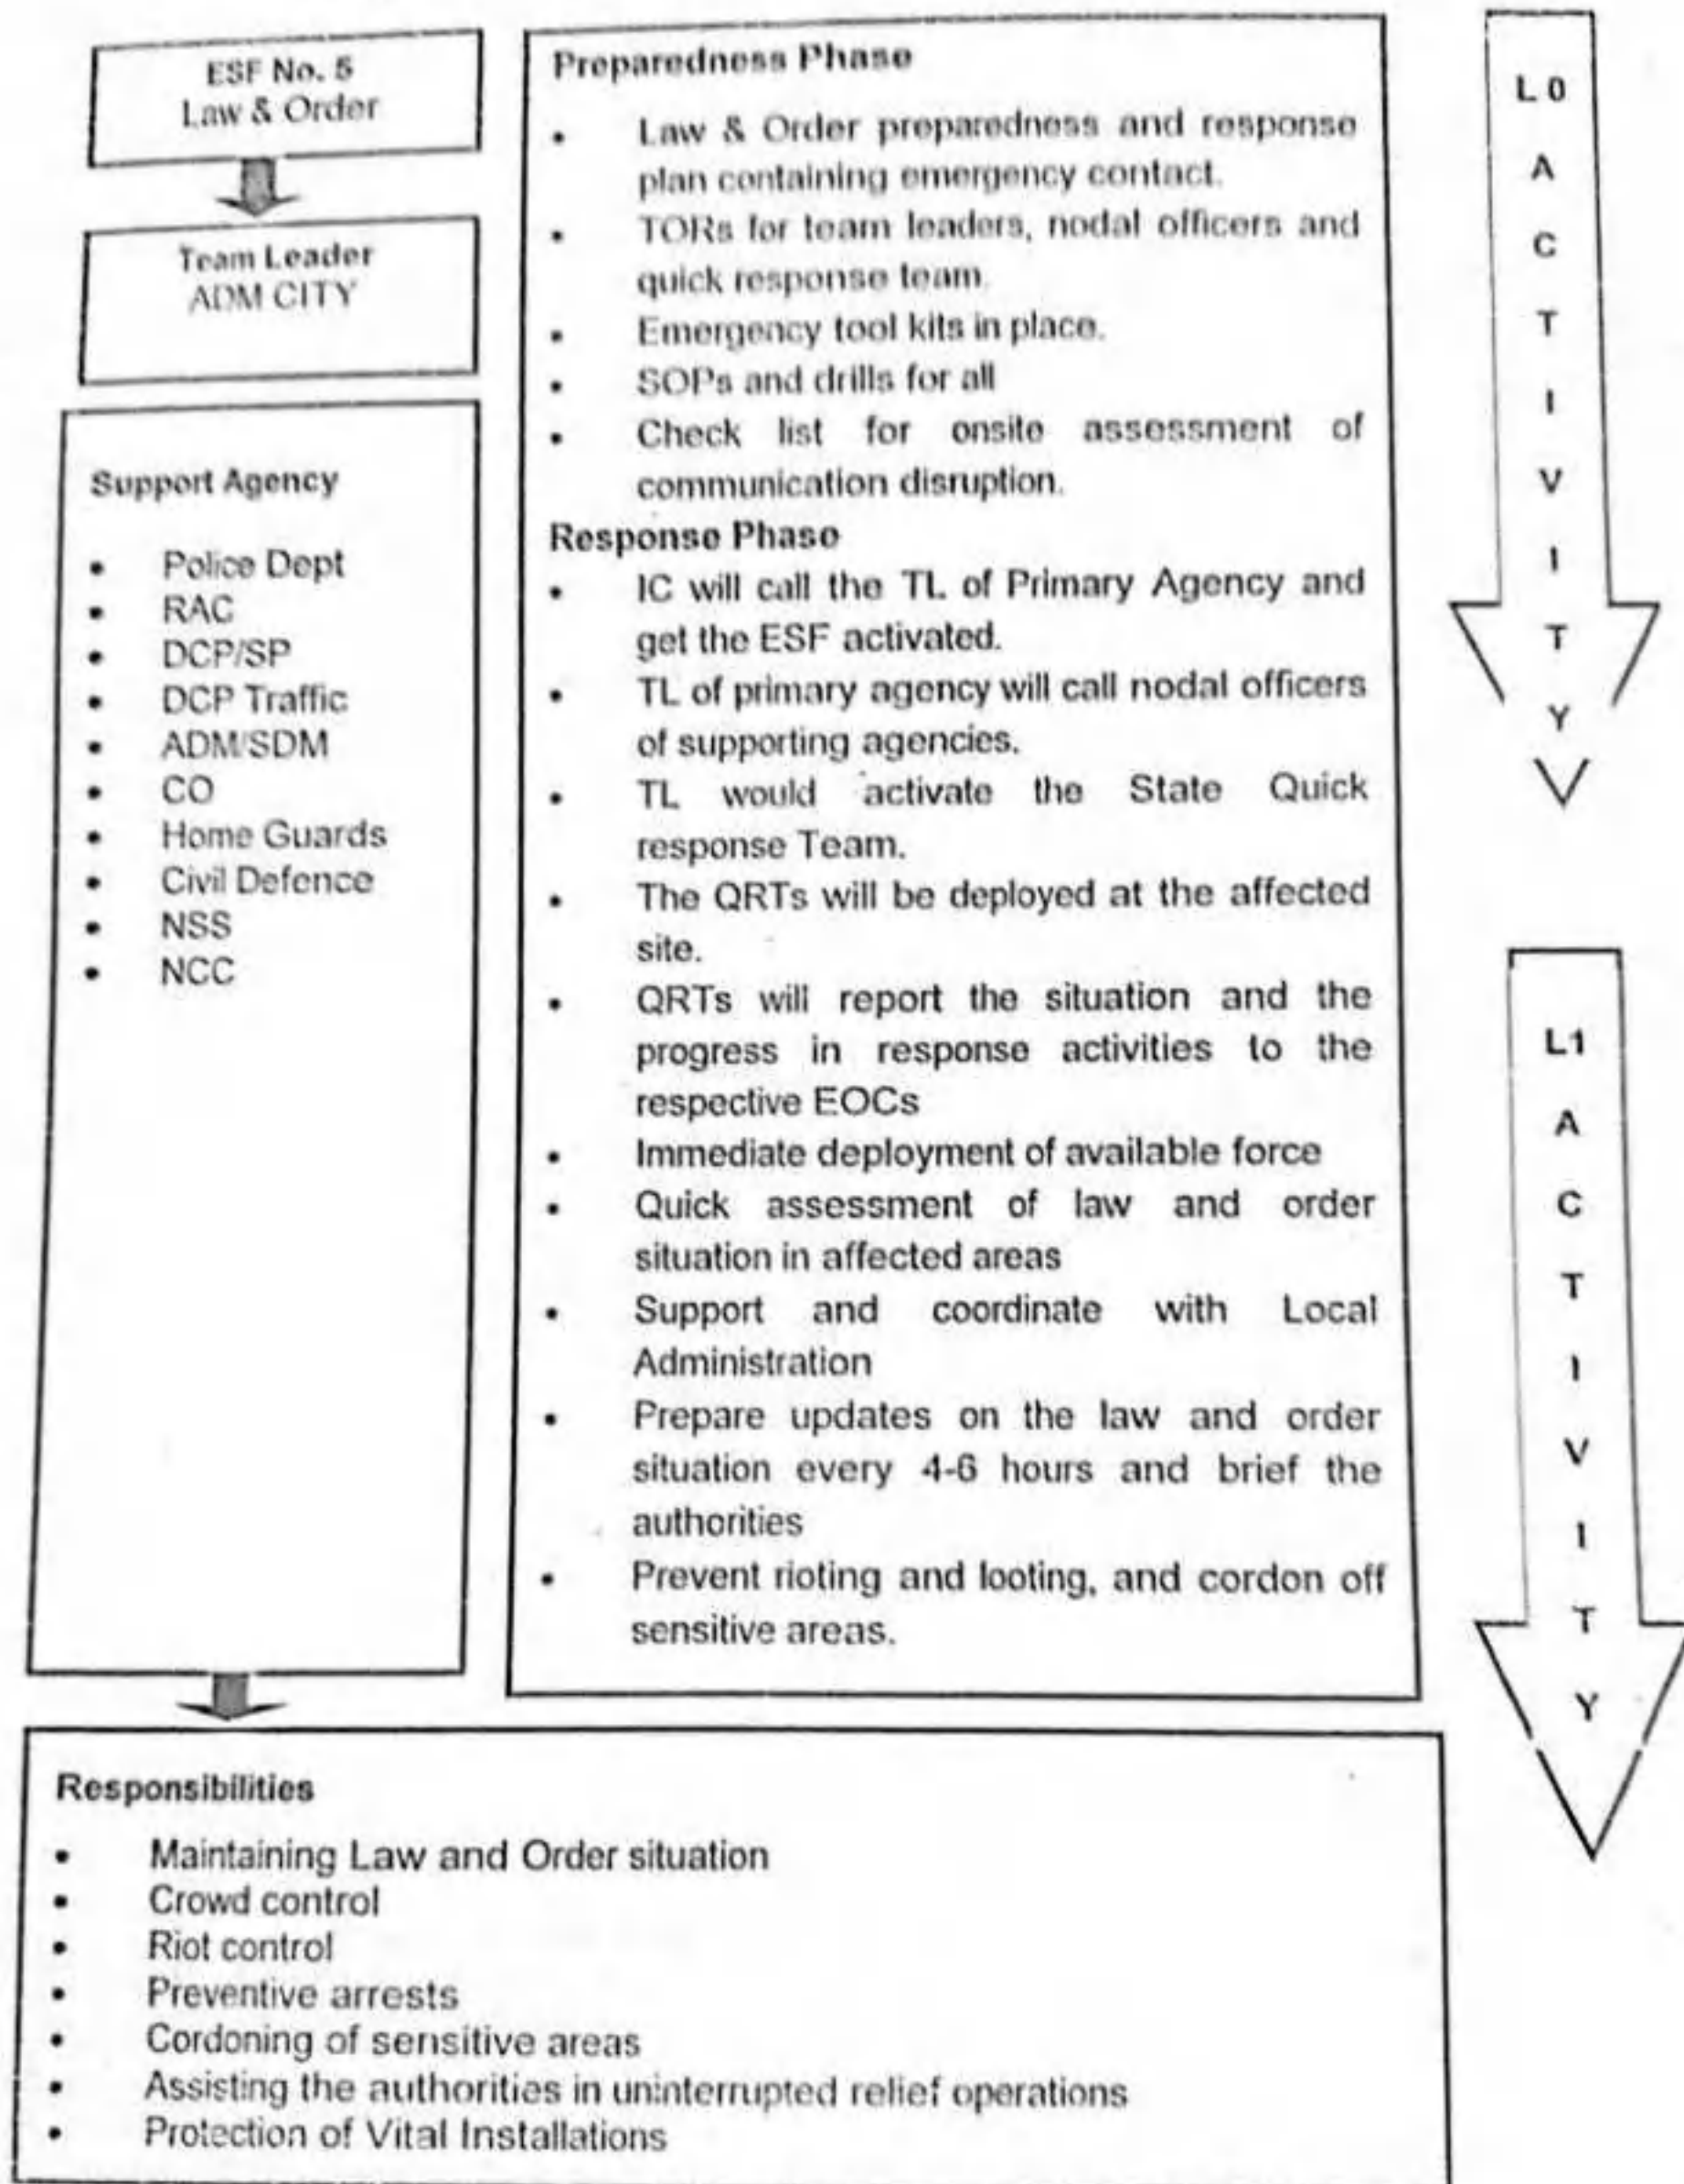 ESF No. 5
Law & Order
Team Leader
ADM CITY
Support Agency
• Police Dept
• RAC
• DCP/SP
• DCP Traffic
• ADM/SDM
• CO
• Home Guards
• Civil Defence
• NSS
• NCC
Preparedness Phase
• Law & Order preparedness and response
plan containing emergency contact.
• TORs for team leaders, nodal officers and
quick response team.
• Emergency tool kits in place.
• SOPs and drills for all
• Check list for onsite assessment of
communication disruption.
Response Phase
• IC will call the TL of Primary Agency and
get the ESF activated.
• TL of primary agency will call nodal officers
of supporting agencies.
• TL would activate the State Quick
response Team.
• The QRTs will be deployed at the affected
site.
• QRTs will report the situation and the
progress in response activities to the
respective EOCs
• Immediate deployment of available force
• Quick assessment of law and order
situation in affected areas
• Support and coordinate with Local
Administration
• Prepare updates on the law and order
situation every 4-6 hours and brief the
authorities
• Prevent rioting and looting, and cordon off
sensitive areas.
L 0
A
C
T
I
V
I
T
Y
L1
A
C
T
I
V
I
T
Y
Responsibilities
• Maintaining Law and Order situation
• Crowd control
• Riot control
• Preventive arrests
• Cordoning of sensitive areas
• Assisting the authorities in uninterrupted relief operations
• Protection of Vital Installations